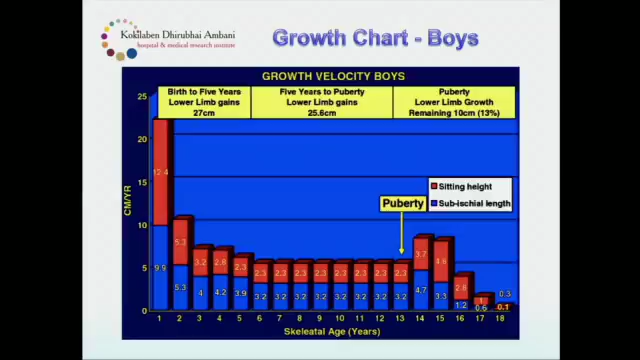 Kokilaben Dhirubhai Ambani
hospital & medical research institute
Growth Chart - Boys
GROWTH VELOCITY BOYS
Birth to Five Years
Lower Limb gains
27cm
Five Years to Puberty
Lower Limb gains
25.6cm
Puberty
Lower Limb Growth
Remaining 10cm (13%)
CM/YR
25
20
15
10
5
0
Sitting height
Sub-ischial length
Puberty
12.4 5.3 3.2 2.8 2.3 2.3 2.3 2.3 2.3 2.3 2.3 2.3 2.3 3.7 4.8 2.8 1 0.3
9.9 5.3 4 4.2 3.9 3.2 3.2 3.2 3.2 3.2 3.2 3.2 3.2 4.7 3.3 1.2 0.6 0.1
1 2 3 4 5 6 7 8 9 10 11 12 13 14 15 16 17 18
Skeleatal Age (Years)